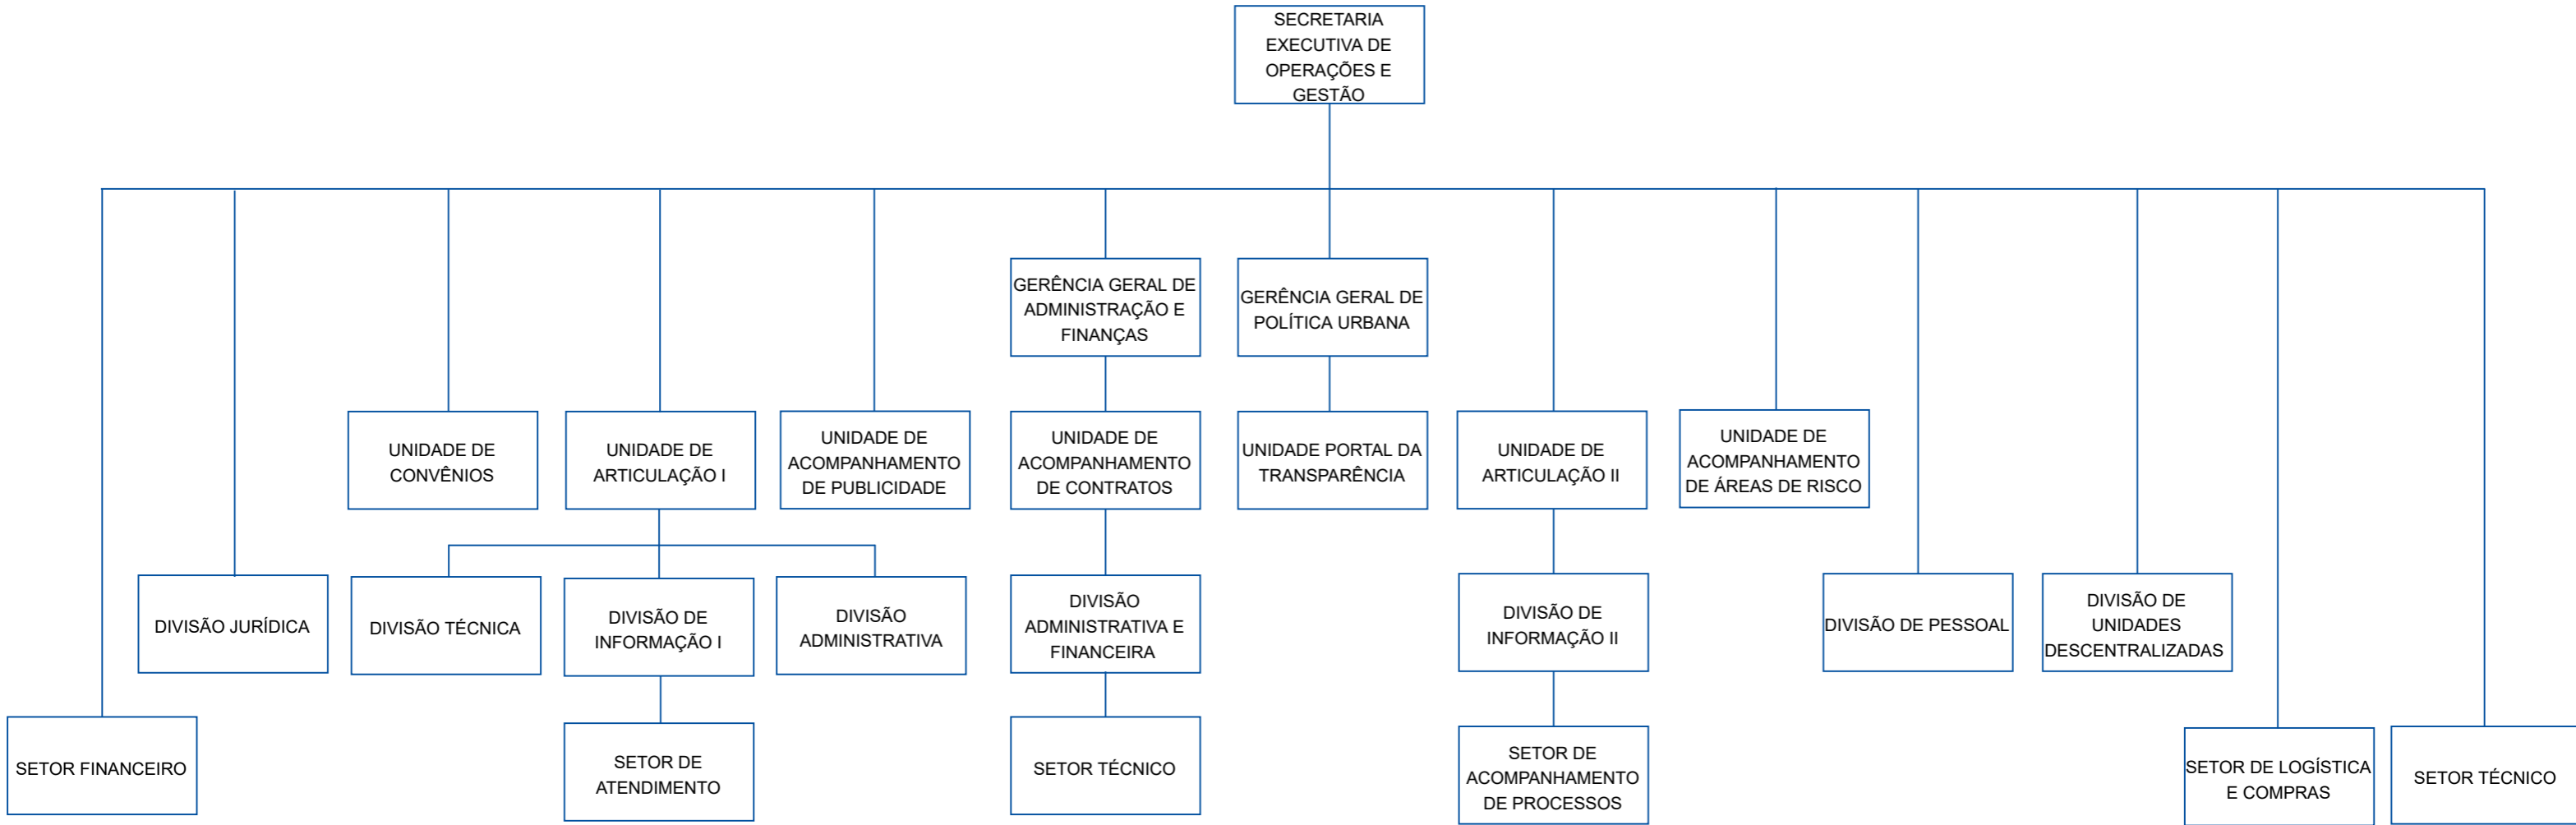 SECRETARIA
EXECUTIVA DE
OPERAÇÕES E
GESTÃO
GERÊNCIA GERAL DE
ADMINISTRAÇÃO E
FINANÇAS
GERÊNCIA GERAL DE
POLÍTICA URBANA
UNIDADE DE
CONVÊNIOS
UNIDADE DE
ARTICULAÇÃO I
UNIDADE DE
ACOMPANHAMENTO
DE PUBLICIDADE
UNIDADE DE
ACOMPANHAMENTO
DE CONTRATOS
UNIDADE PORTAL DA
TRANSPARÊNCIA
UNIDADE DE
ARTICULAÇÃO II
UNIDADE DE
ACOMPANHAMENTO
DE ÁREAS DE RISCO
DIVISÃO JURÍDICA
DIVISÃO TÉCNICA
DIVISÃO DE
INFORMAÇÃO I
DIVISÃO
ADMINISTRATIVA
DIVISÃO
ADMINISTRATIVA E
FINANCEIRA
DIVISÃO DE
INFORMAÇÃO II
DIVISÃO DE PESSOAL
DIVISÃO DE
UNIDADES
DESCENTRALIZADAS
SETOR FINANCEIRO
SETOR DE
ATENDIMENTO
SETOR TÉCNICO
SETOR DE
ACOMPANHAMENTO
DE PROCESSOS
SETOR DE LOGÍSTICA
E COMPRAS
SETOR TÉCNICO